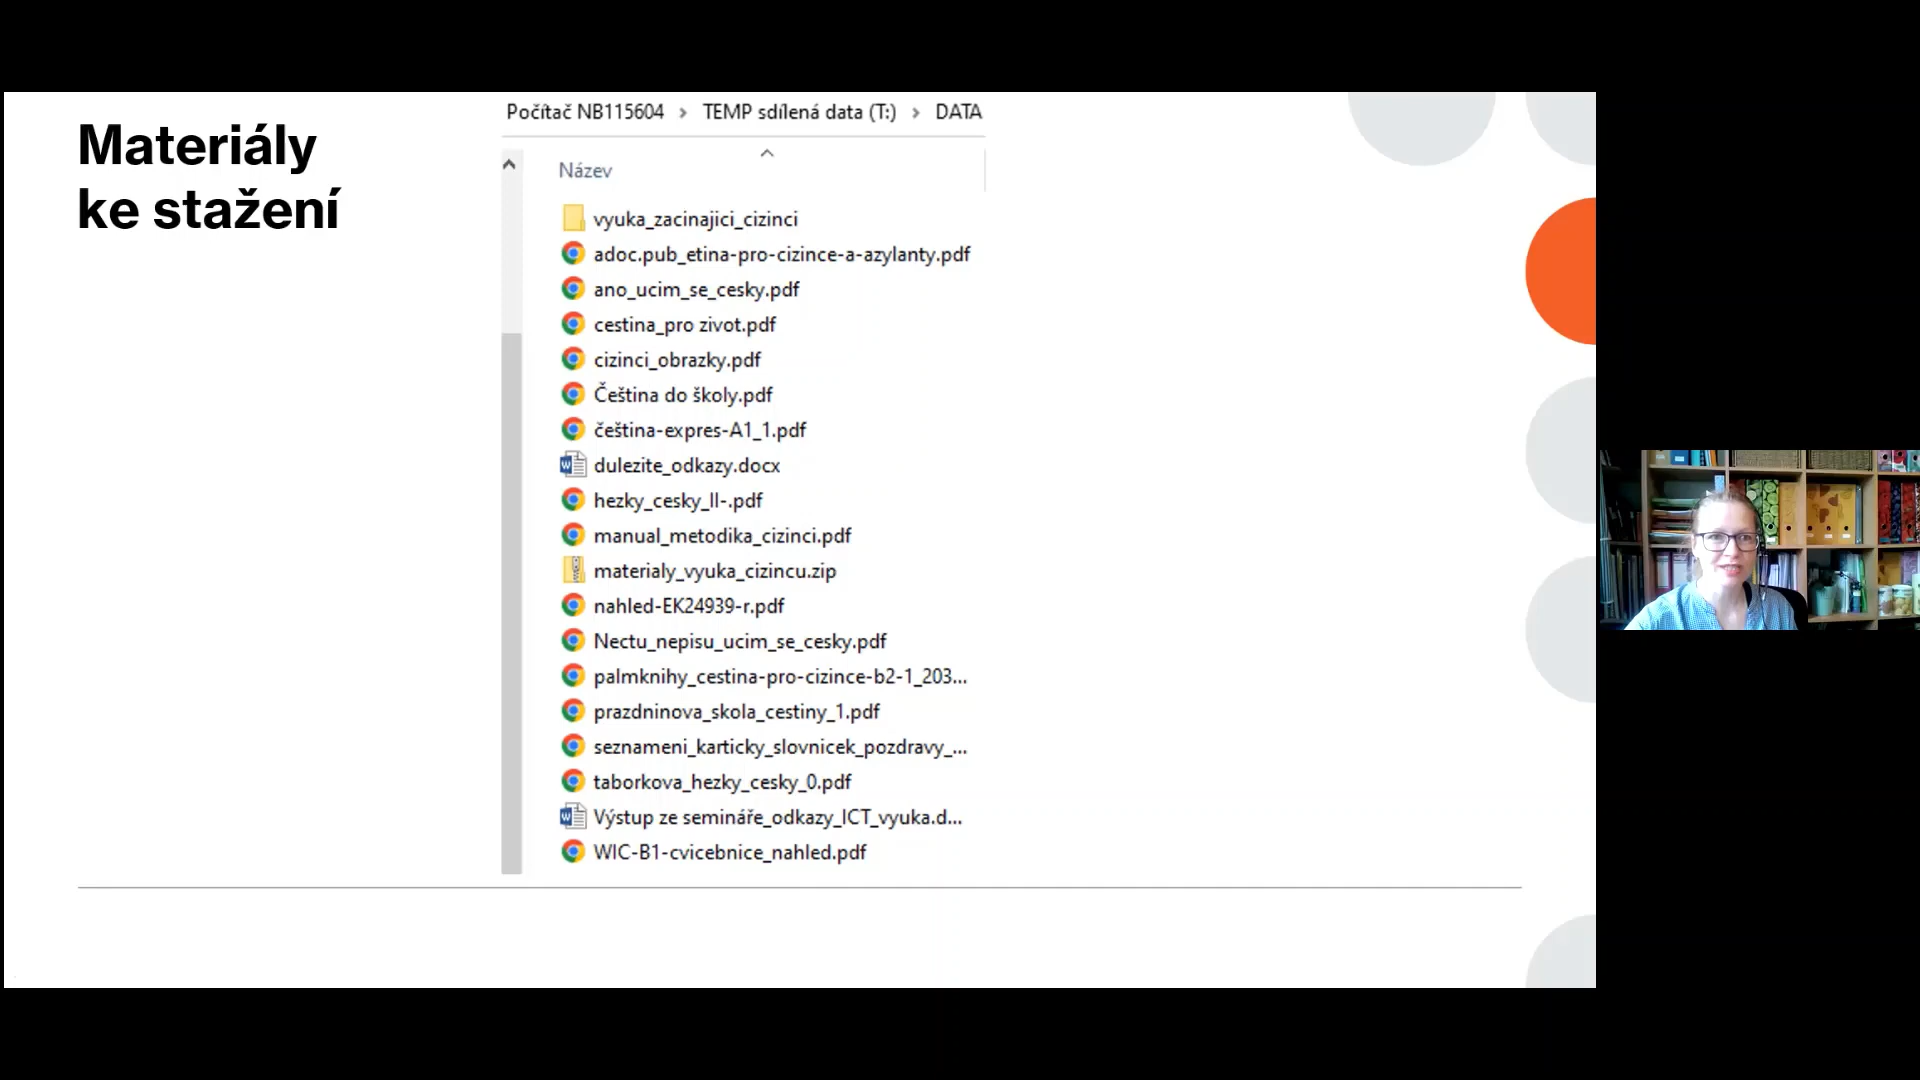 Materiály
ke stažení
Počítač NB115604 > TEMP sdílená data (T:) > DATA
Název
vyuka_zacinajici_cizinci
adoc.pub_etina-pro-cizince-a-azylanty.pdf
ano_ucim_se_cesky.pdf
cestina_pro zivot.pdf
cizinci_obrazky.pdf
Čeština do školy.pdf
čeština-expres-A1_1.pdf
dulezite_odkazy.docx
hezky_cesky_II-.pdf
manual_metodika_cizinci.pdf
materialy_vyuka_cizincu.zip
nahled-EK24939-r.pdf
Nectu_nepisu_ucim_se_cesky.pdf
palmknihy_cestina-pro-cizince-b2-1_203...
prazdninova_skola_cestiny_1.pdf
seznameni_karticky_slovnicek_pozdravy_...
taborkova_hezky_cesky_0.pdf
Výstup ze semináře_odkazy_ICT_vyuka.d...
WIC-B1-cvicebnice_nahled.pdf